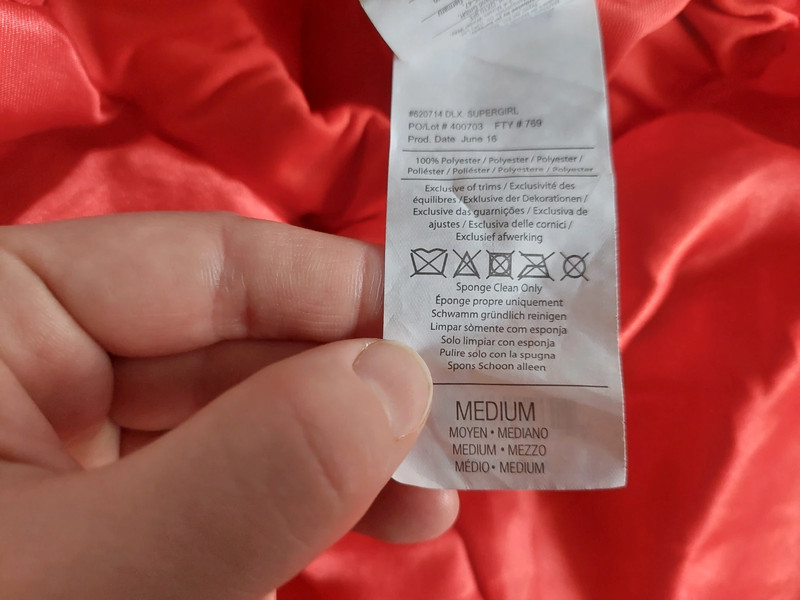 #620714 DLX. SUPERGIRL
PO/Lot # 400703 FTY # 769
Prod. Date June 16
100% Polyester / Polyester / Polyester /
Poliéster / Poliéster / Polyestere / Polyester
Exclusive of trims / Exclusivité des
équilibres / Exklusive der Dekorationen /
Exclusive das guarnições / Exclusiva de
ajustes / Esclusiva delle cornici /
Exclusief afwerking
Sponge Clean Only
Éponge propre uniquement
Schwamm gründlich reinigen
Limpar sòmente com esponja
Solo limpiar con esponja
Pulire solo con la spugna
Spons Schoon alleen
MEDIUM
MOYEN • MEDIANO
MEDIUM • MEZZO
MÉDIO • MEDIUM